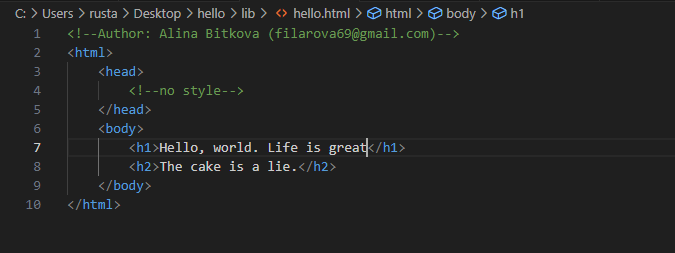 C: > Users > rusta > Desktop > hello > lib > <> hello.html > html > body > h1
1 <!--Author: Alina Bitkova (filarova69@gmail.com)-->
2 <html>
3     <head>
4         <!--no style-->
5     </head>
6     <body>
7         <h1>Hello, world. Life is great</h1>
8         <h2>The cake is a lie.</h2>
9     </body>
10 </html>